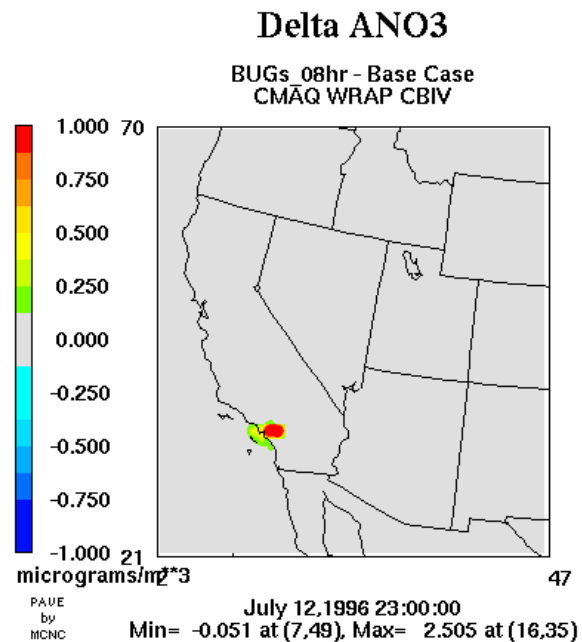 Delta ANO3
BUGs_08hr - Base Case
CMAQ WRAP CBIV
1.000
70
0.750
0.500
0.250
0.000
-0.250
-0.500
-0.750
-1.000
21
micrograms/m**3
2
47
PAVE
by
MCNC
July 12,1996 23:00:00
Min= -0.051 at (7,49), Max= 2.505 at (16,35)